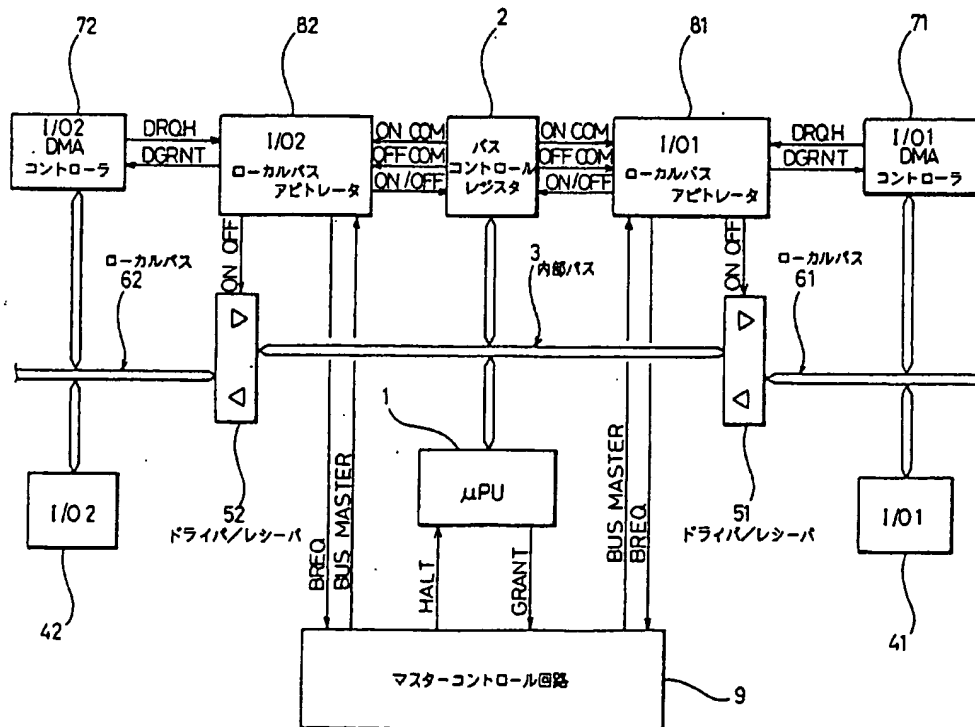 72
82
2
81
71
I/O2
DMA
コントローラ
DRQH
DGRNT
I/O2
ローカルバス
アビトレータ
ON COM
OFF COM
ON/OFF
バス
コントロール
レジスタ
ON COM
OFF COM
ON/OFF
I/O1
ローカルバス
アビトレータ
DRQH
DGRNT
I/O1
DMA
コントローラ
ON OFF
ON OFF
ローカルバス
62
3
内部バス
ローカルバス
61
1
μPU
I/O2
I/O1
52
ドライバ/レシーバ
51
ドライバ/レシーバ
BREQ
BUS MASTER
HALT
GRANT
BUS MASTER
BREQ
42
41
マスターコントロール回路
9